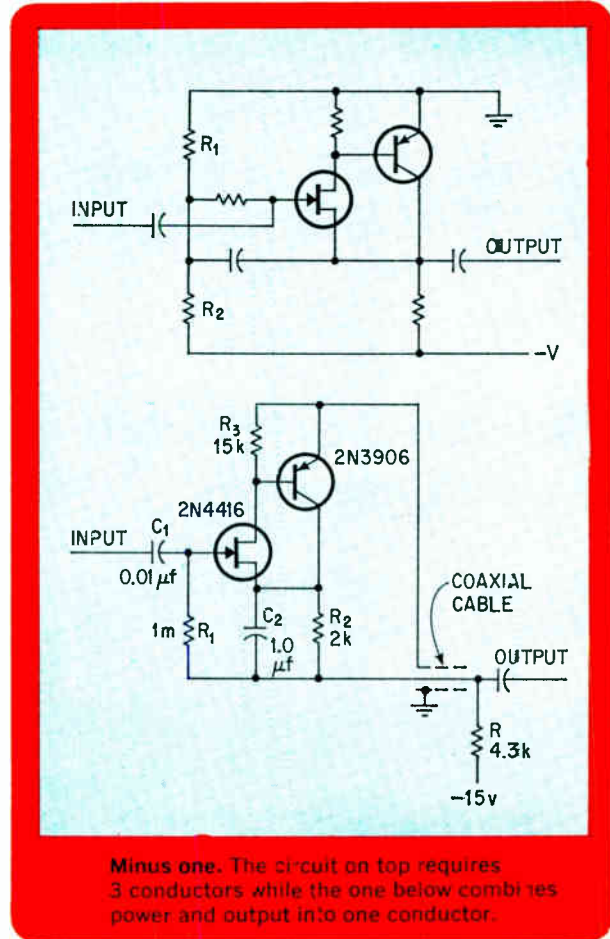 R₁
INPUT
OUTPUT
R₂
–V
R₃
15k
2N3906
2N4416
INPUT
C₁
0.01 μf
COAXIAL
CABLE
C₂
1.0
μf
R₂
2k
1m
R₁
OUTPUT
R
4.3k
–15v
Minus one. The circuit on top requires
3 conductors while the one below combines
power and output into one conductor.